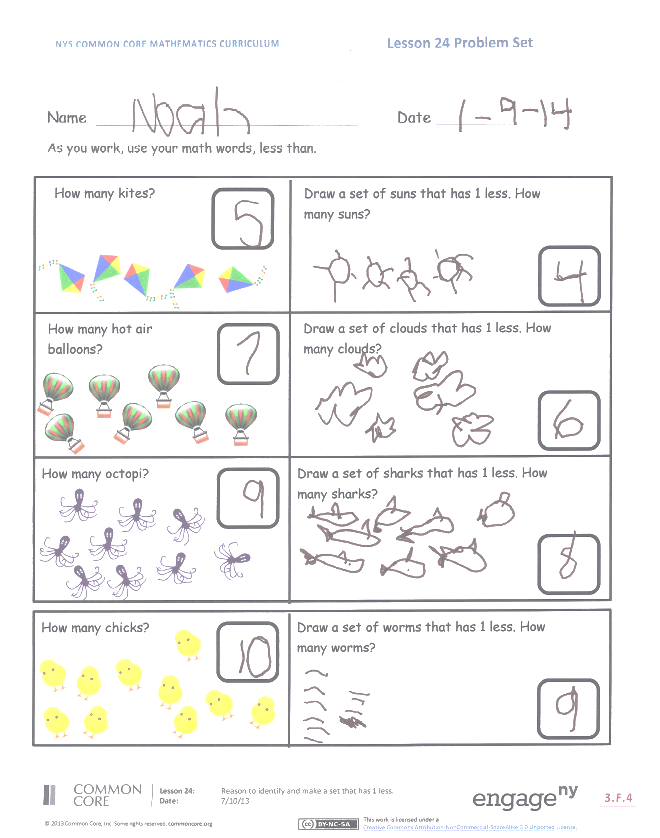 NYS COMMON CORE MATHEMATICS CURRICULUM
Lesson 24 Problem Set
Name Noah
Date 1-9-14
As you work, use your math words, less than.
How many kites?
5
Draw a set of suns that has 1 less. How
many suns?
4
How many hot air
balloons?
7
Draw a set of clouds that has 1 less. How
many clouds?
6
How many octopi?
9
Draw a set of sharks that has 1 less. How
many sharks?
8
How many chicks?
10
Draw a set of worms that has 1 less. How
many worms?
9
COMMON
CORE
Lesson 24:
Date:
Reason to identify and make a set that has 1 less.
7/10/13
engageny
3.F.4
© 2013 Common Core, Inc. Some rights reserved. commoncore.org
(cc) BY-NC-SA
This work is licensed under a
Creative Commons Attribution-NonCommercial-ShareAlike 3.0 Unported License.